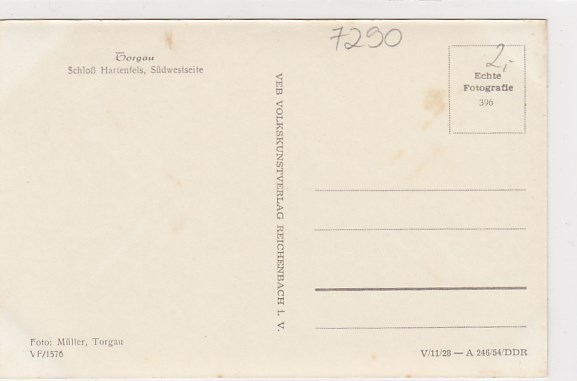 7290
Torgau
Schloß Hartenfels, Südwestseite
2,-
Echte
Fotografie
396
VEB VOLKSKUNSTVERLAG REICHENBACH I. V.
Foto: Müller, Torgau
VF/1576
V/11/28 — A 246/54/DDR